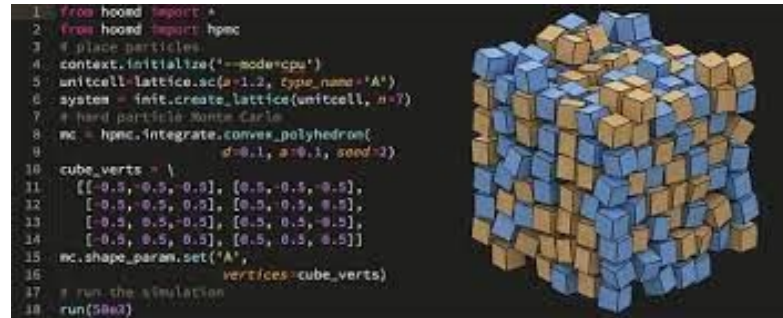 1 from hoomd import *
2 from hoomd import hpmc
3 # place particles
4 context.initialize('--mode=cpu')
5 unitcell=lattice.sc(a=1.2, type_name='A')
6 system = init.create_lattice(unitcell, n=7)
7 # hard particle Monte Carlo
8 mc = hpmc.integrate.convex_polyhedron(
9 d=0.1, a=0.1, seed=2)
10 cube_verts = \
11 [[-0.5,-0.5,-0.5], [0.5,-0.5,-0.5],
12 [-0.5,-0.5, 0.5], [0.5,-0.5, 0.5],
13 [-0.5, 0.5,-0.5], [0.5, 0.5,-0.5],
14 [-0.5, 0.5, 0.5], [0.5, 0.5, 0.5]]
15 mc.shape_param.set('A',
16 vertices=cube_verts)
17 # run the simulation
18 run(50e3)